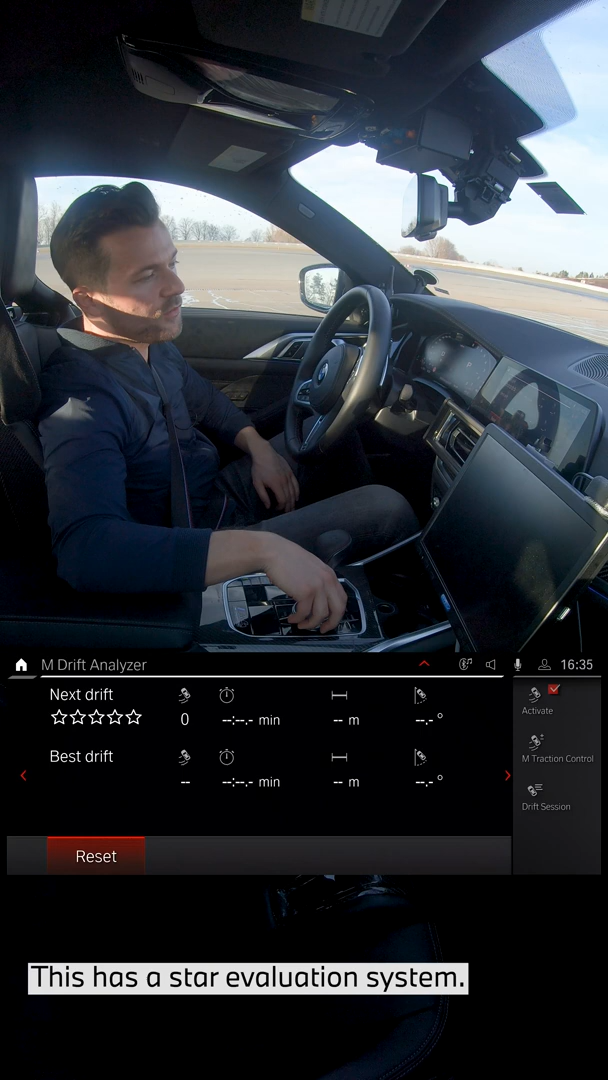 M Drift Analyzer
16:35
Next drift
0
--:--.- min
-- m
--.- °
Activate
Best drift
--
--:--.- min
-- m
--.- °
M Traction Control
Drift Session
Reset
This has a star evaluation system.